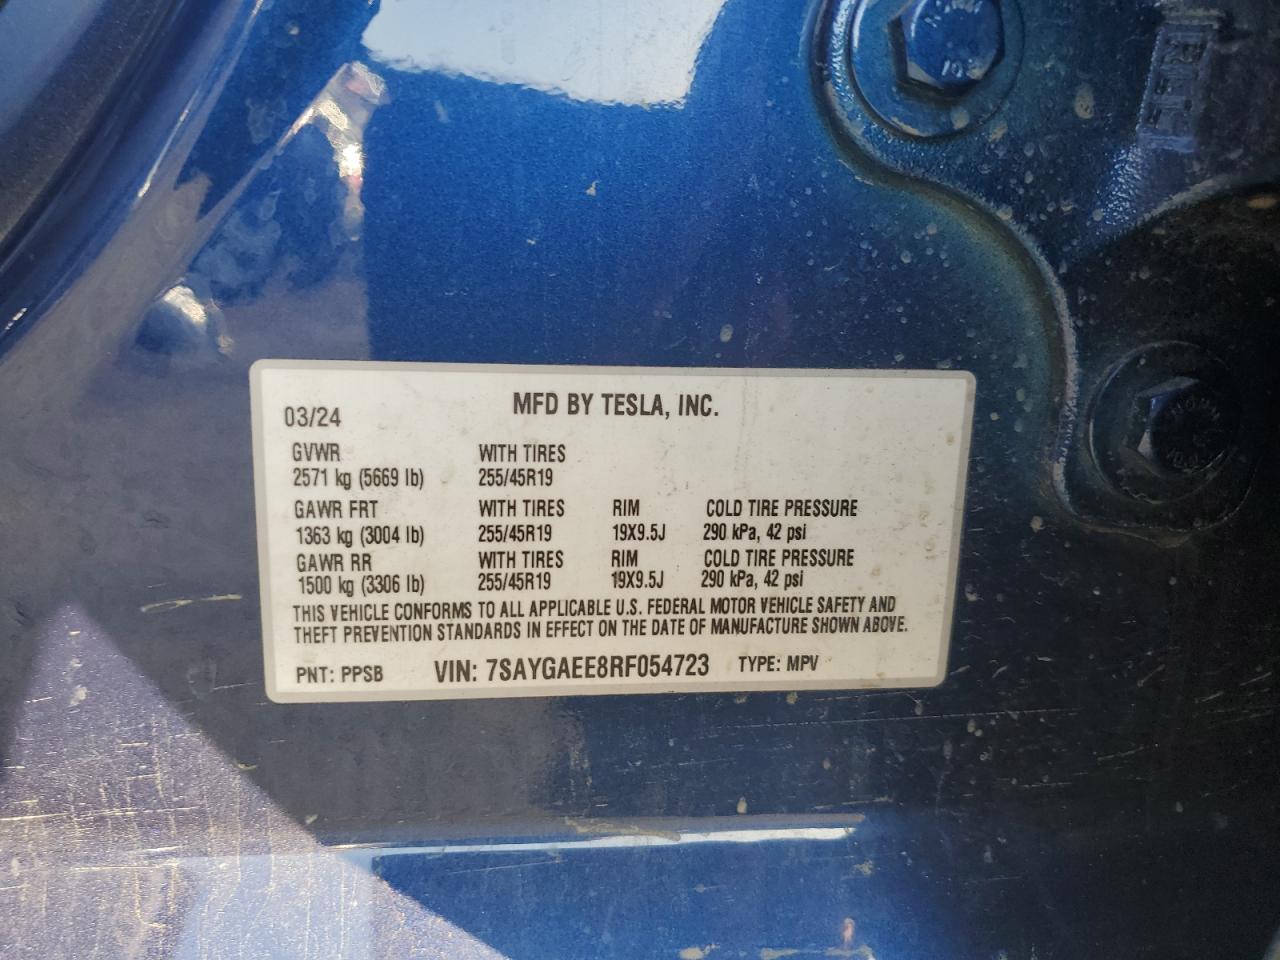 03/24 MFD BY TESLA, INC.
GVWR WITH TIRES
2571 kg (5669 lb) 255/45R19
GAWR FRT WITH TIRES RIM COLD TIRE PRESSURE
1363 kg (3004 lb) 255/45R19 19X9.5J 290 kPa, 42 psi
GAWR RR WITH TIRES RIM COLD TIRE PRESSURE
1500 kg (3306 lb) 255/45R19 19X9.5J 290 kPa, 42 psi
THIS VEHICLE CONFORMS TO ALL APPLICABLE U.S. FEDERAL MOTOR VEHICLE SAFETY AND
THEFT PREVENTION STANDARDS IN EFFECT ON THE DATE OF MANUFACTURE SHOWN ABOVE.
PNT: PPSB VIN: 7SAYGAEE8RF054723 TYPE: MPV